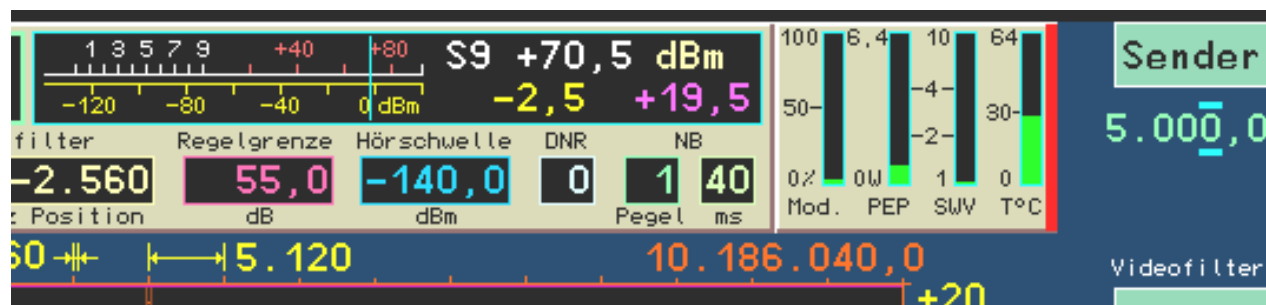 1 3 5 7 9 +40 +80 S9 +70,5 dBm
-120 -80 -40 0 dBm -2,5 +19,5
filter Regelgrenze Hörschwelle DNR NB
-2.560 55,0 -140,0 0 1 40
Position dB dBm Pegel ms
100 6,4 10 64
-4-
50- 30-
-2-
0% 0W 1 0
Mod. PEP SWV T°C
Sender
5.000,0
60 5.120 10.186.040,0
+20
Videofilter